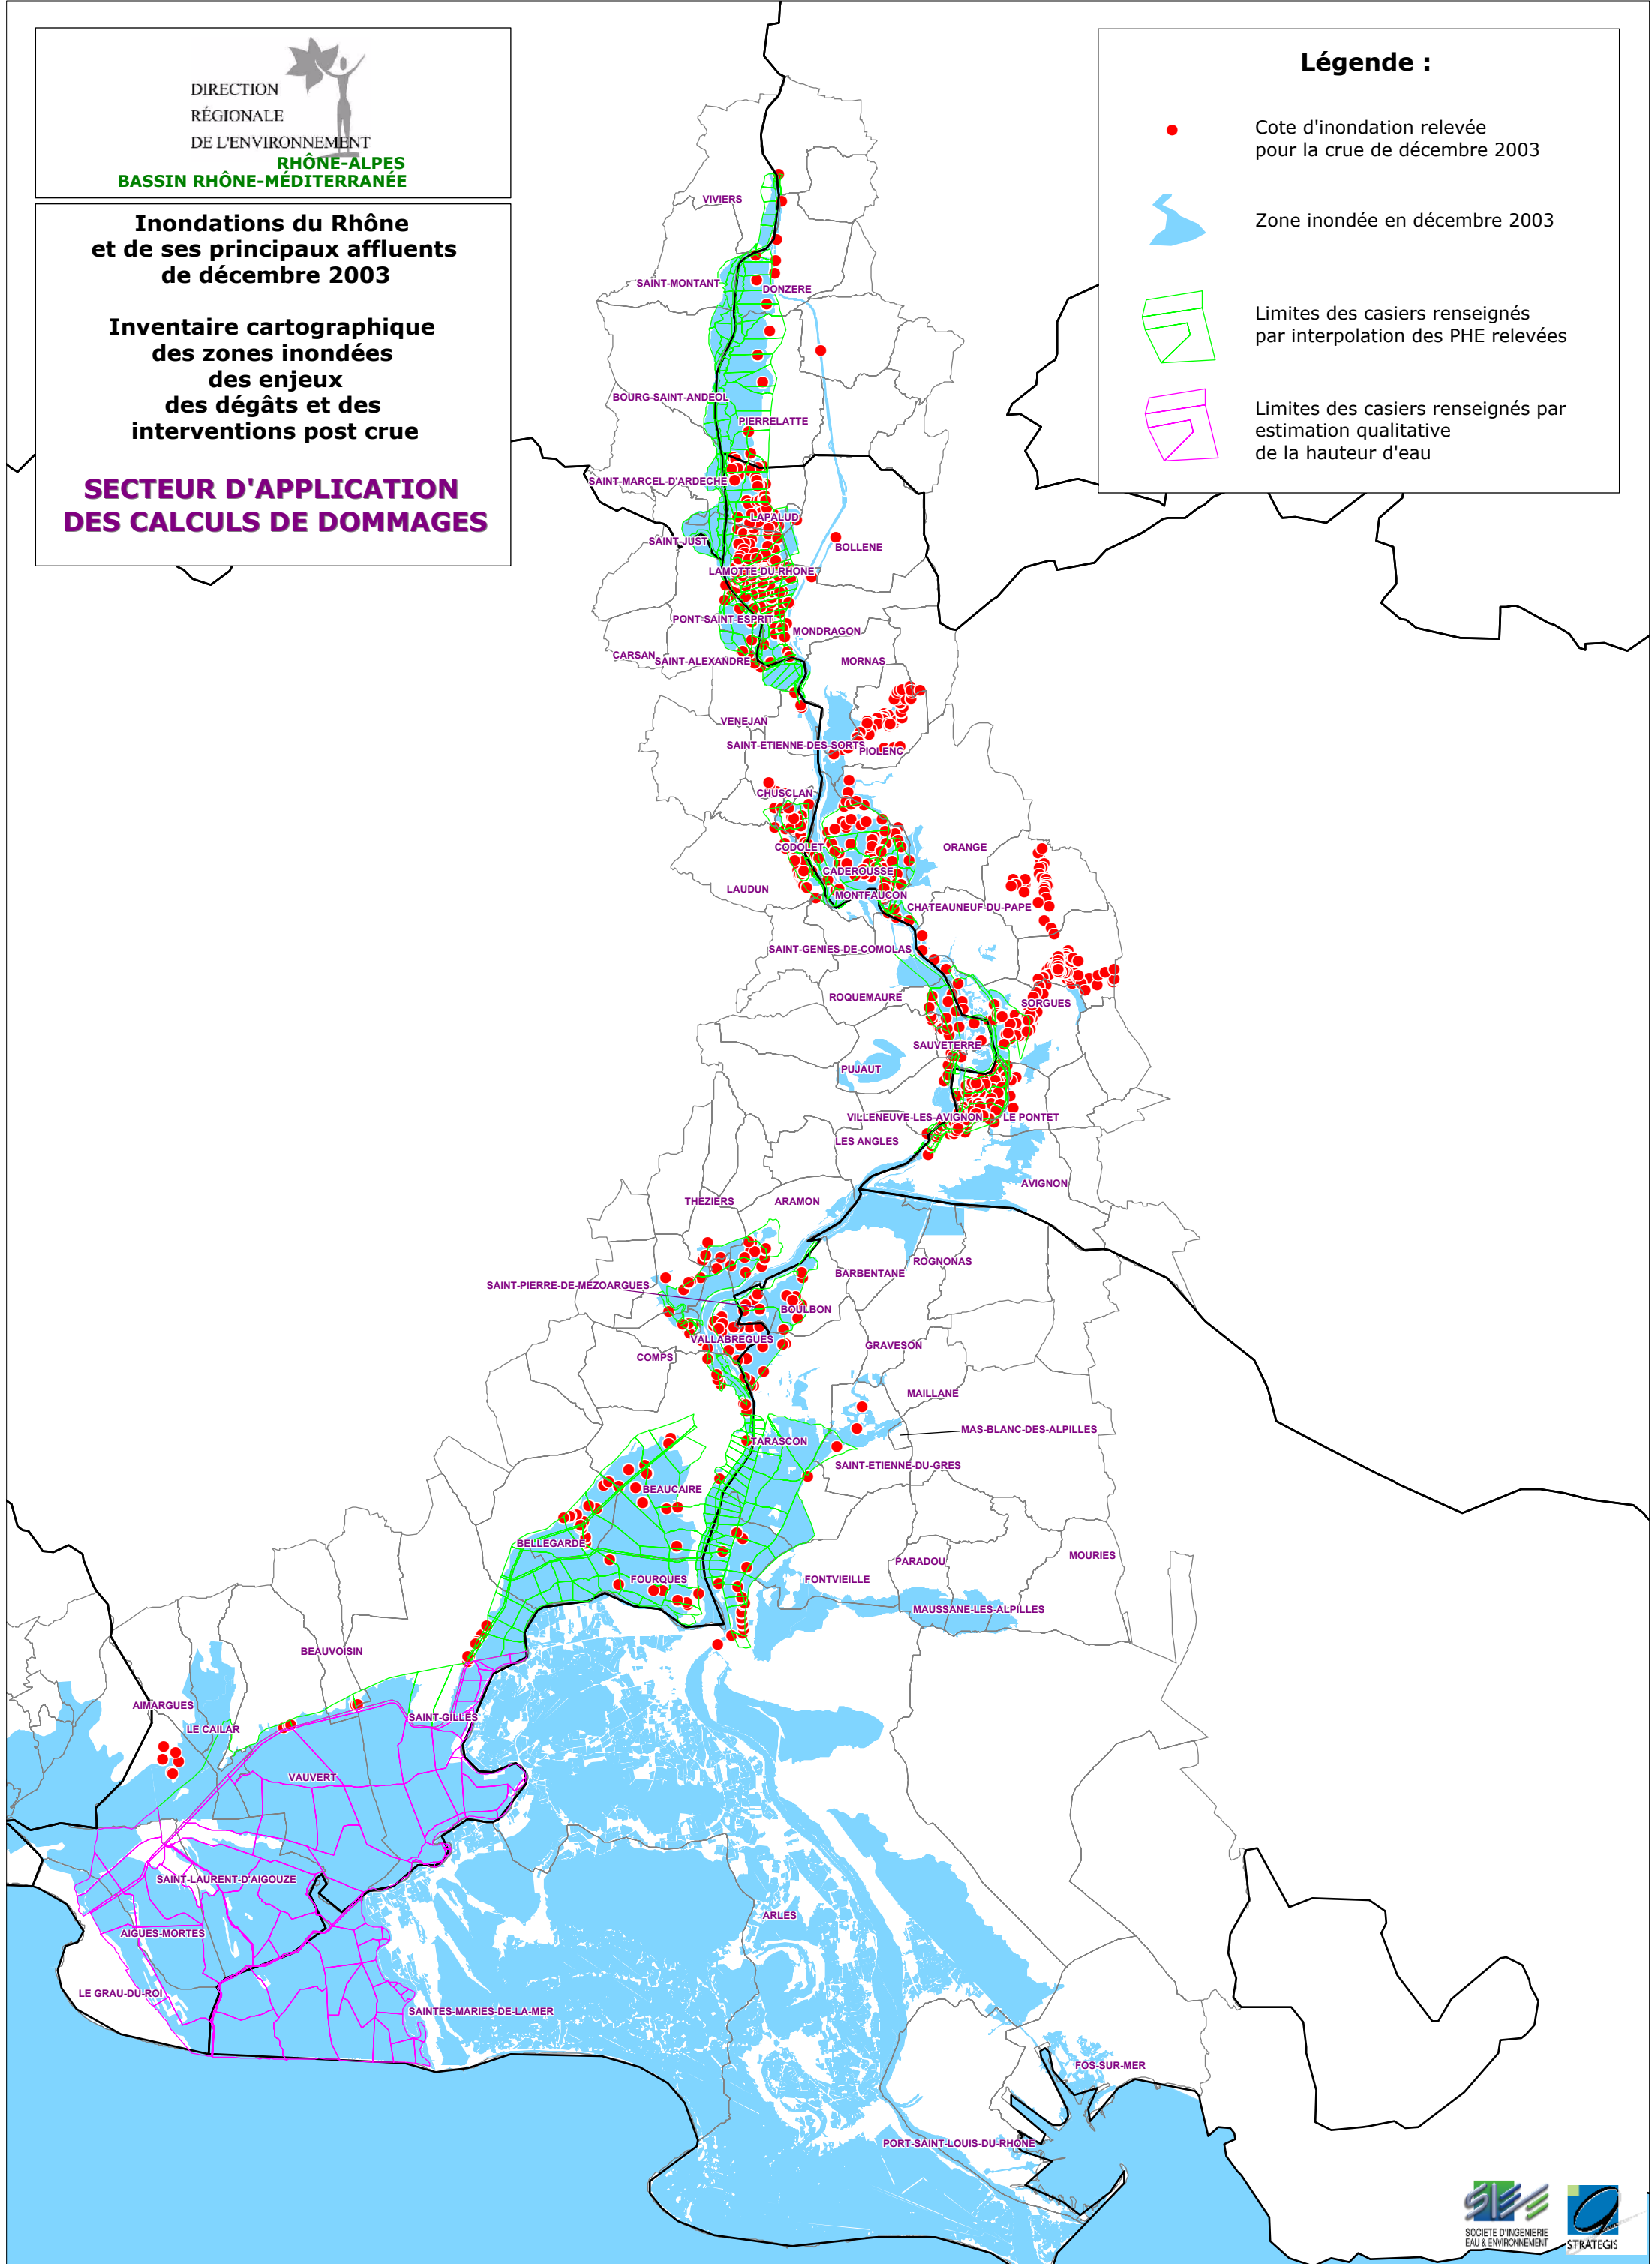 DIRECTION
RÉGIONALE
DE L'ENVIRONNEMENT
RHÔNE-ALPES
BASSIN RHÔNE-MÉDITERRANÉE
Inondations du Rhône
et de ses principaux affluents
de décembre 2003
Inventaire cartographique
des zones inondées
des enjeux
des dégâts et des
interventions post crue
SECTEUR D'APPLICATION
DES CALCULS DE DOMMAGES
Légende :
Cote d'inondation relevée
pour la crue de décembre 2003
Zone inondée en décembre 2003
Limites des casiers renseignés
par interpolation des PHE relevées
Limites des casiers renseignés par
estimation qualitative
de la hauteur d'eau
VIVIERS
SAINT-MONTANT
DONZERE
BOURG-SAINT-ANDEOL
PIERRELATTE
SAINT-MARCEL-D'ARDECHE
LAPALUD
SAINT-JUST
BOLLENE
LAMOTTE-DU-RHONE
PONT-SAINT-ESPRIT
MONDRAGON
CARSAN
SAINT-ALEXANDRE
MORNAS
VENEJAN
SAINT-ETIENNE-DES-SORTS
PIOLENC
CHUSCLAN
CODOLET
ORANGE
CADEROUSSE
LAUDUN
MONTFAUCON
CHATEAUNEUF-DU-PAPE
SAINT-GENIES-DE-COMOLAS
ROQUEMAURE
SORGUES
SAUVETERRE
PUJAUT
VILLENEUVE-LES-AVIGNON
LE PONTET
LES ANGLES
AVIGNON
THEZIERS
ARAMON
ROGNONAS
BARBENTANE
SAINT-PIERRE-DE-MEZOARGUES
BOULBON
VALLABREGUES
GRAVESON
COMPS
MAILLANE
MAS-BLANC-DES-ALPILLES
TARASCON
SAINT-ETIENNE-DU-GRES
BEAUCAIRE
BELLEGARDE
MOURIES
PARADOU
FOURQUES
FONTVIEILLE
MAUSSANE-LES-ALPILLES
BEAUVOISIN
AIMARGUES
SAINT-GILLES
LE CAILAR
VAUVERT
SAINT-LAURENT-D'AIGOUZE
ARLES
AIGUES-MORTES
LE GRAU-DU-ROI
SAINTES-MARIES-DE-LA-MER
FOS-SUR-MER
PORT-SAINT-LOUIS-DU-RHONE
SIEE
SOCIETE D'INGENIERIE
EAU & ENVIRONNEMENT
STRATEGIS